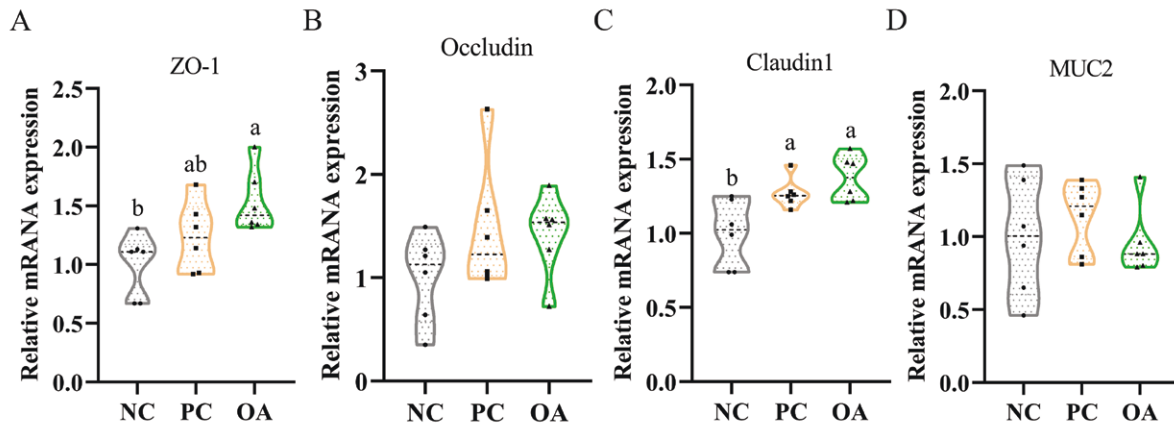 A
ZO-1
Relative mRANA expression
2.5
2.0
1.5
1.0
0.5
0.0
b
ab
a
NC PC OA
B
Occludin
Relative mRANA expression
3
2
1
0
NC PC OA
C
Claudin1
Relative mRANA expression
2.0
1.5
1.0
0.5
0.0
b
a
a
NC PC OA
D
MUC2
Relative mRANA expression
2.0
1.5
1.0
0.5
0.0
NC PC OA